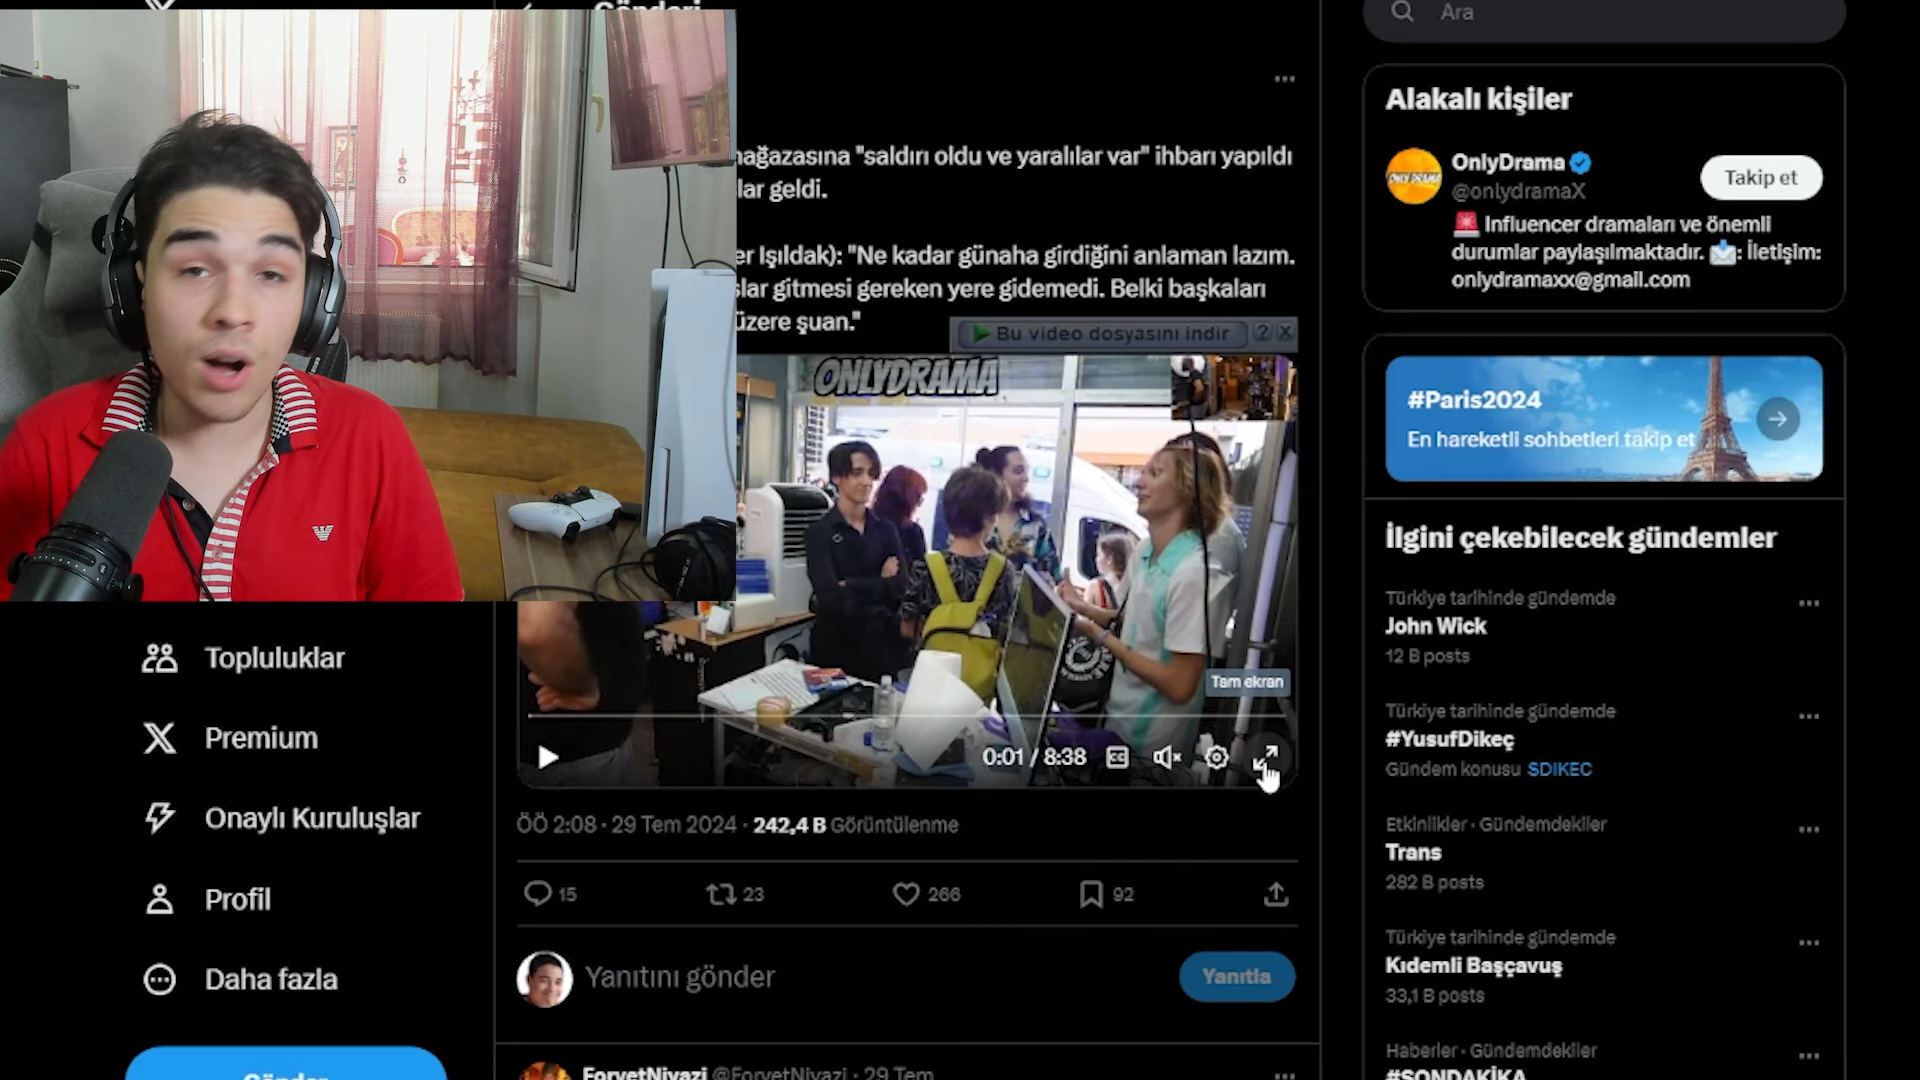 Gönderi
mağazasına "saldırı oldu ve yaralılar var" ihbarı yapıldı
lar geldi.
er Işıldak): "Ne kadar günaha girdiğini anlaman lazım.
slar gitmesi gereken yere gidemedi. Belki başkaları
üzere şuan."
Bu video dosyasını indir
ONLYDRAMA
Tam ekran
0:01 / 8:38
ÖÖ 2:08 · 29 Tem 2024 · 242,4 B Görüntülenme
15
23
266
92
Yanıtını gönder
Yanıtla
ForvetNiyazi @ForvetNiyazi · 29 Tem
Topluluklar
Premium
Onaylı Kuruluşlar
Profil
Daha fazla
Gönder
Ara
Alakalı kişiler
OnlyDrama
@onlydramaX
Takip et
Influencer dramaları ve önemli
durumlar paylaşılmaktadır. : İletişim:
onlydramaxx@gmail.com
#Paris2024
En hareketli sohbetleri takip et
İlgini çekebilecek gündemler
Türkiye tarihinde gündemde
John Wick
12 B posts
Türkiye tarihinde gündemde
#YusufDikeç
Gündem konusu SDIKEC
Etkinlikler · Gündemdekiler
Trans
282 B posts
Türkiye tarihinde gündemde
Kıdemli Başçavuş
33,1 B posts
Haberler · Gündemdekiler
#SONDAKİKA